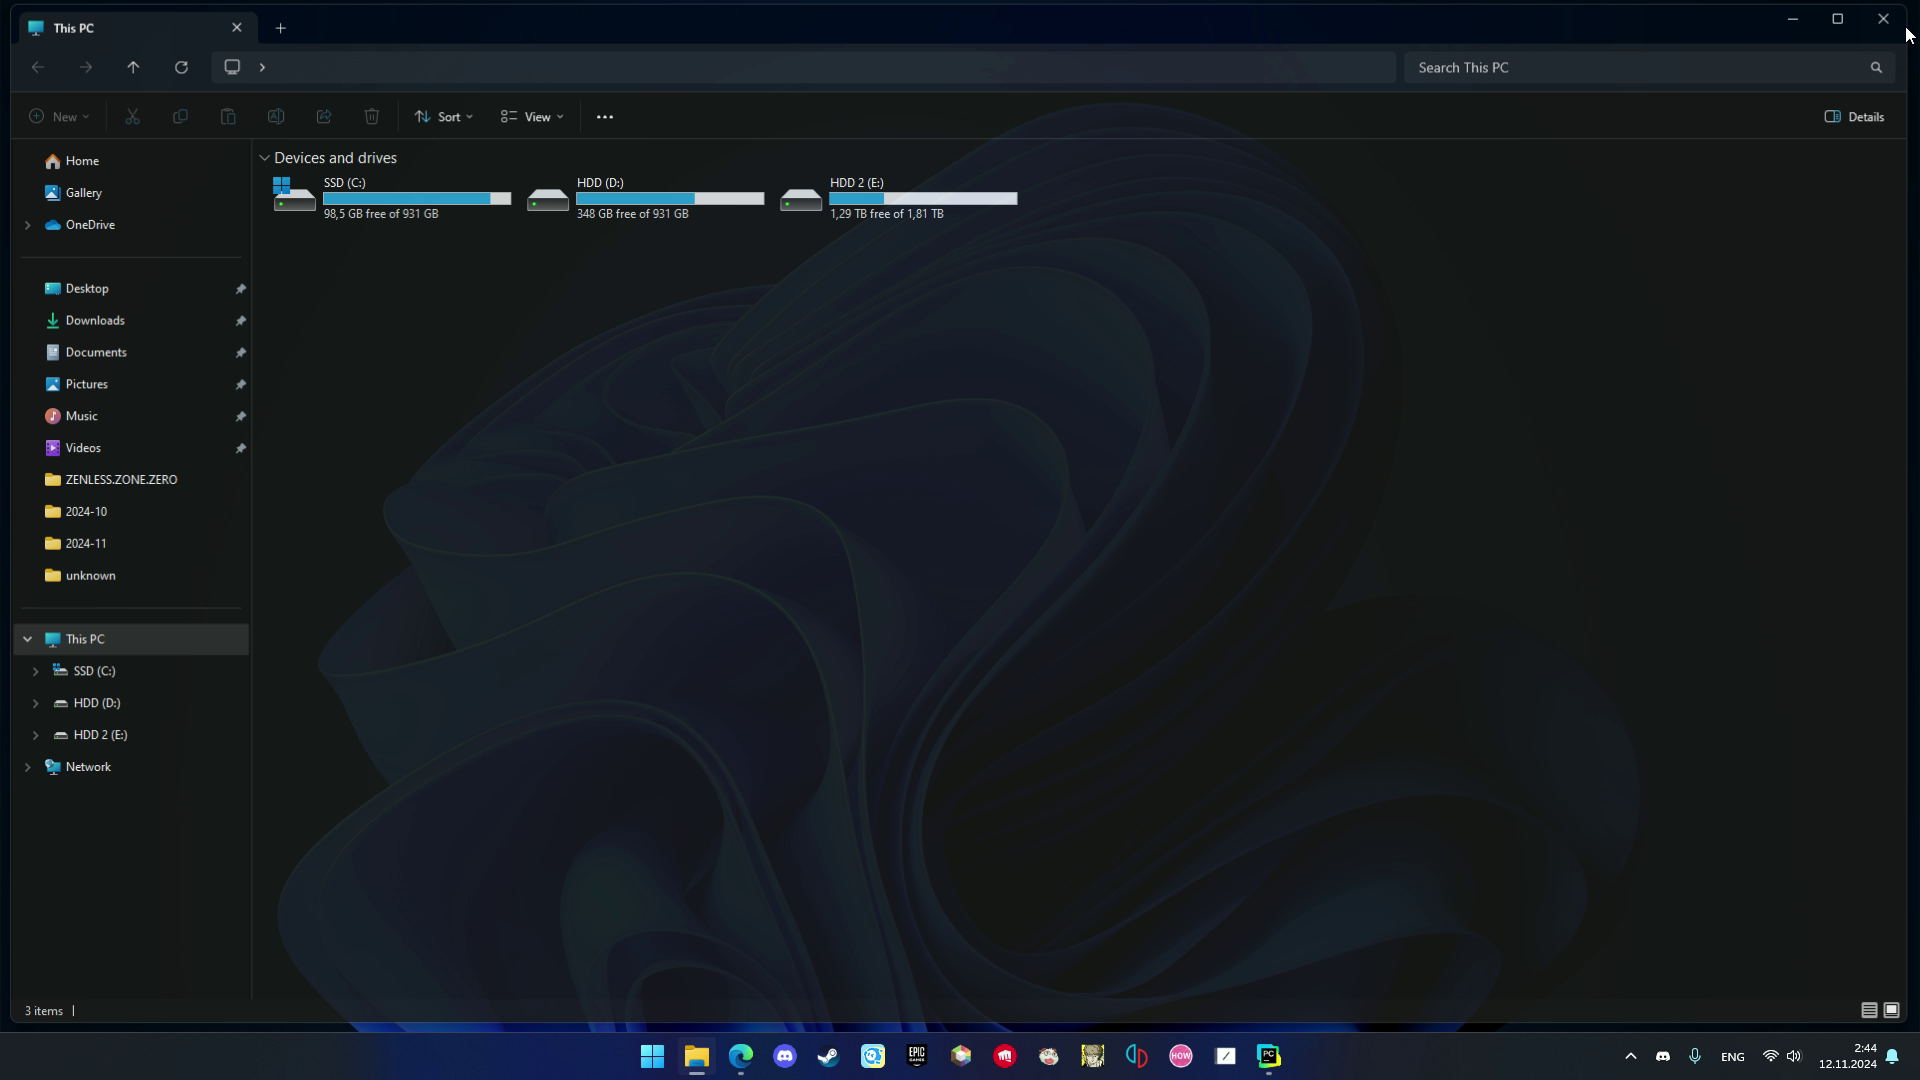 This PC
Search This PC
New
Sort
View
Details
Home
Gallery
OneDrive
Desktop
Downloads
Documents
Pictures
Music
Videos
ZENLESS.ZONE.ZERO
2024-10
2024-11
unknown
This PC
SSD (C:)
HDD (D:)
HDD 2 (E:)
Network
Devices and drives
SSD (C:)
98,5 GB free of 931 GB
HDD (D:)
348 GB free of 931 GB
HDD 2 (E:)
1,29 TB free of 1,81 TB
3 items
EPIC
GAMES
HOW
PC
ENG
2:44
12.11.2024